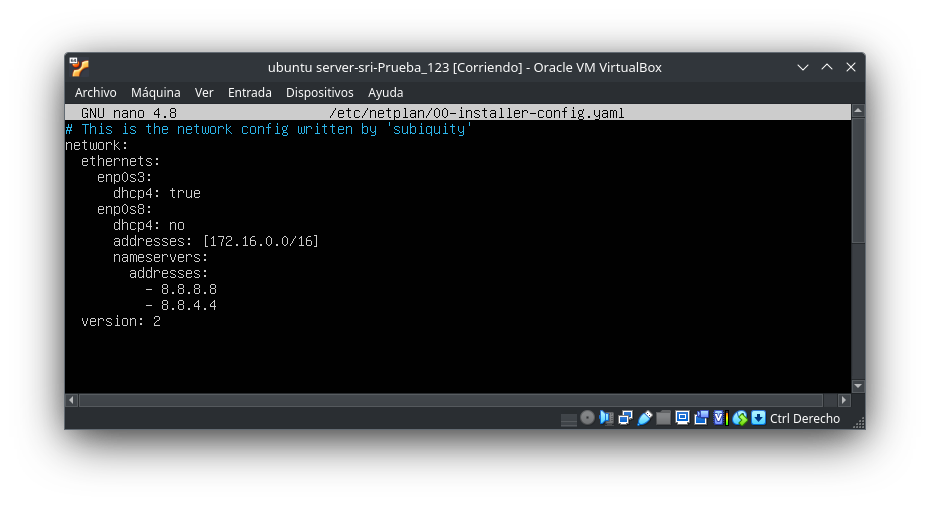 ubuntu server-sri-Prueba_123 [Corriendo] - Oracle VM VirtualBox
Archivo Máquina Ver Entrada Dispositivos Ayuda
GNU nano 4.8 /etc/netplan/00-installer-config.yaml
# This is the network config written by 'subiquity'
network:
  ethernets:
    enp0s3:
      dhcp4: true
    enp0s8:
      dhcp4: no
      addresses: [172.16.0.0/16]
      nameservers:
        addresses:
          - 8.8.8.8
          - 8.8.4.4
  version: 2
Ctrl Derecho